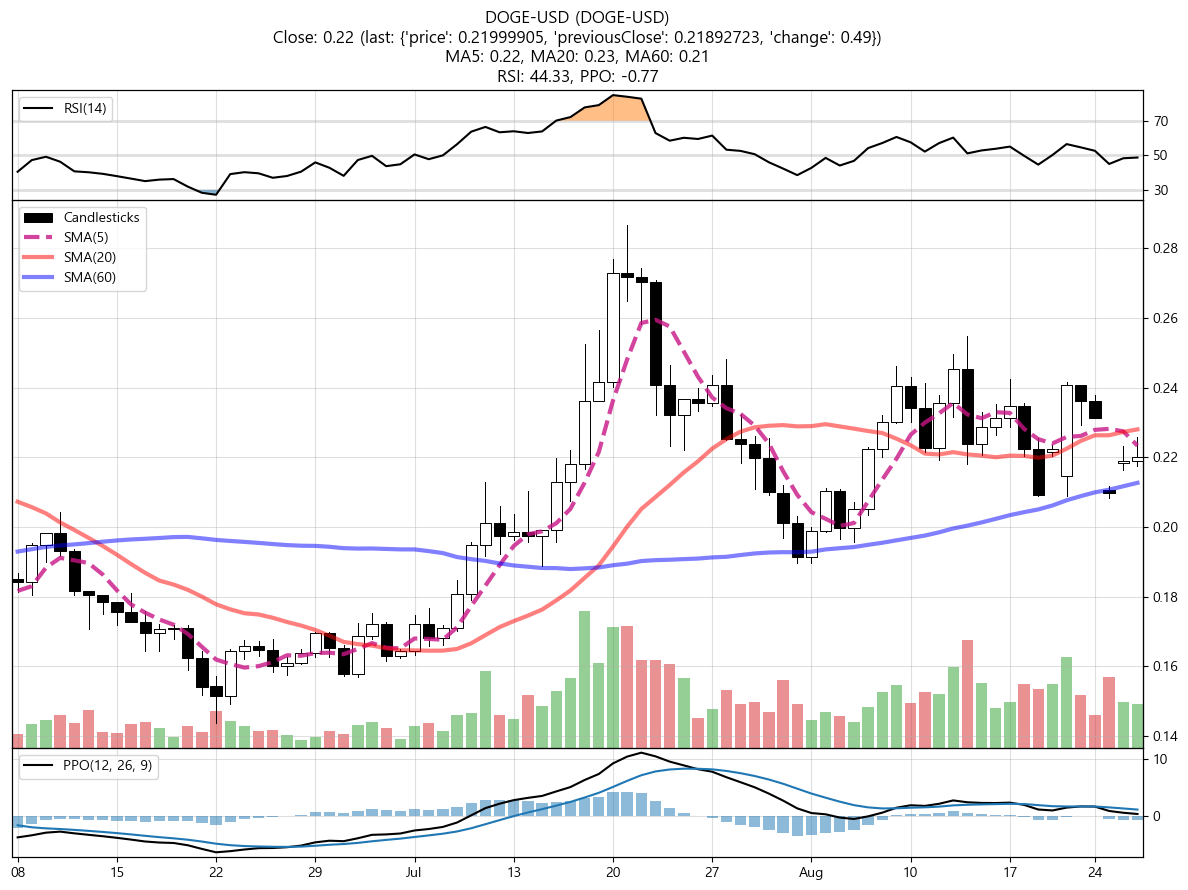 DOGE-USD (DOGE-USD)
Close: 0.22 (last: {'price': 0.21999905, 'previousClose': 0.21892723, 'change': 0.49})
MA5: 0.22, MA20: 0.23, MA60: 0.21
RSI: 44.33, PPO: -0.77
RSI(14)
70
50
30
Candlesticks
SMA(5)
SMA(20)
SMA(60)
0.28
0.26
0.24
0.22
0.20
0.18
0.16
0.14
PPO(12, 26, 9)
10
0
08 15 22 29 Jul 13 20 27 Aug 10 17 24